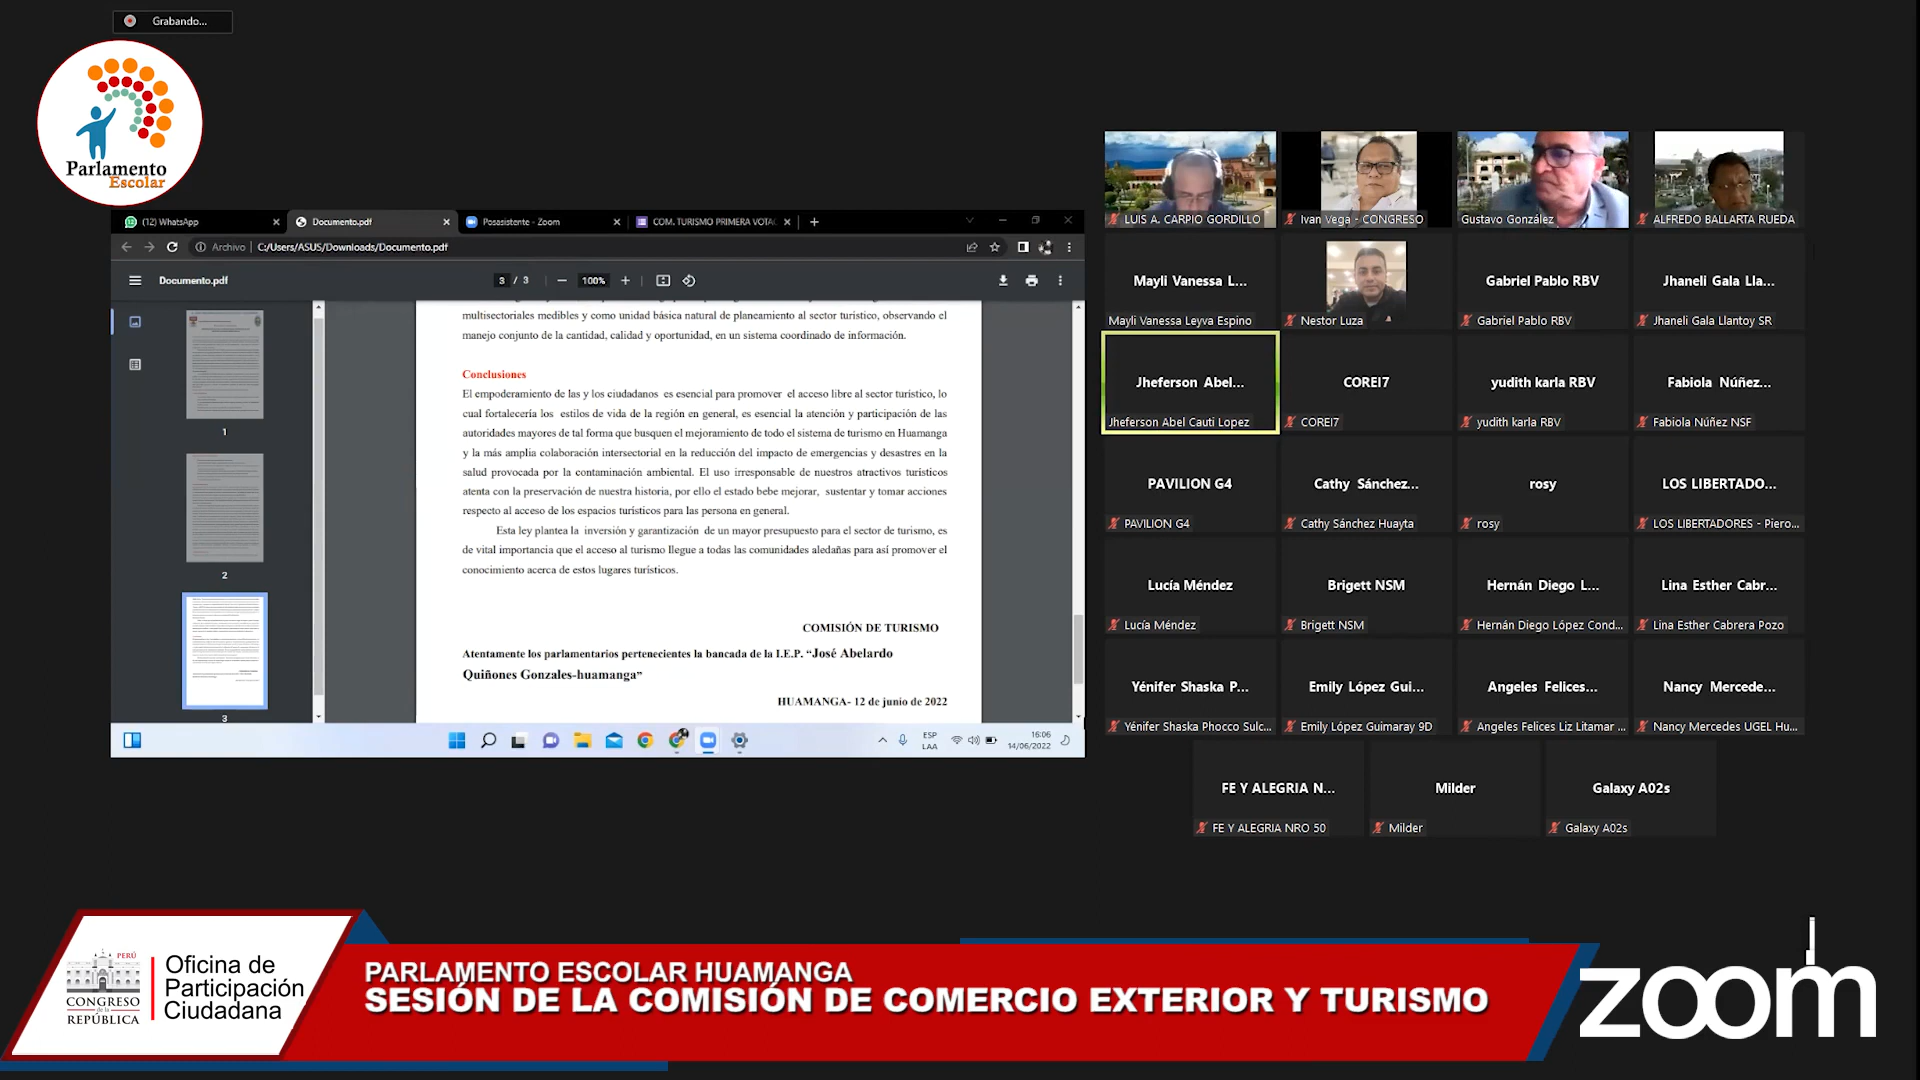 Grabando...
Parlamento
Escolar
(12) WhatsApp
Documento.pdf
Posasistente - Zoom
COM. TURISMO PRIMERA VOTAC
Archivo
C:/Users/ASUS/Downloads/Documento.pdf
Documento.pdf
3 / 3
100%
1
2
3
multisectoriales medibles y como unidad básica natural de planeamiento al sector turístico, observando el
manejo conjunto de la cantidad, calidad y oportunidad, en un sistema coordinado de información.
Conclusiones
El empoderamiento de las y los ciudadanos es esencial para promover el acceso libre al sector turístico, lo
cual fortalecería los estilos de vida de la región en general, es esencial la atención y participación de las
autoridades mayores de tal forma que busquen el mejoramiento de todo el sistema de turismo en Huamanga
y la más amplia colaboración intersectorial en la reducción del impacto de emergencias y desastres en la
salud provocada por la contaminación ambiental. El uso irresponsable de nuestros atractivos turísticos
atenta con la preservación de nuestra historia, por ello el estado bebe mejorar, sustentar y tomar acciones
respecto al acceso de los espacios turísticos para las persona en general.
Esta ley plantea la inversión y garantización de un mayor presupuesto para el sector de turismo, es
de vital importancia que el acceso al turismo llegue a todas las comunidades aledañas para así promover el
conocimiento acerca de estos lugares turísticos.
COMISIÓN DE TURISMO
Atentamente los parlamentarios pertenecientes la bancada de la I.E.P. “José Abelardo
Quiñones Gonzales-huamanga”
HUAMANGA- 12 de junio de 2022
ESP
LAA
16:06
14/06/2022
LUIS A. CARPIO GORDILLO
Ivan Vega - CONGRESO
Gustavo González
ALFREDO BALLARTA RUEDA
Mayli Vanessa L...
Gabriel Pablo RBV
Jhaneli Gala Lla...
Mayli Vanessa Leyva Espino
Nestor Luza
Gabriel Pablo RBV
Jhaneli Gala Llantoy SR
Jheferson Abel...
COREI7
yudith karla RBV
Fabiola Núñez...
Jheferson Abel Cauti Lopez
COREI7
yudith karla RBV
Fabiola Núñez NSF
PAVILION G4
Cathy Sánchez...
rosy
LOS LIBERTADO...
PAVILION G4
Cathy Sánchez Huayta
rosy
LOS LIBERTADORES - Piero...
Lucía Méndez
Brigett NSM
Hernán Diego L...
Lina Esther Cabr...
Lucía Méndez
Brigett NSM
Hernán Diego López Cond...
Lina Esther Cabrera Pozo
Yénifer Shaska P...
Emily López Gui...
Angeles Felices...
Nancy Mercede...
Yénifer Shaska Phocco Sulc...
Emily López Guimaray 9D
Angeles Felices Liz Litamar ...
Nancy Mercedes UGEL Hu...
FE Y ALEGRIA N...
Milder
Galaxy A02s
FE Y ALEGRIA NRO 50
Milder
Galaxy A02s
PERÚ
CONGRESO
de la
REPÚBLICA
Oficina de
Participación
Ciudadana
PARLAMENTO ESCOLAR HUAMANGA
SESIÓN DE LA COMISIÓN DE COMERCIO EXTERIOR Y TURISMO
zoom